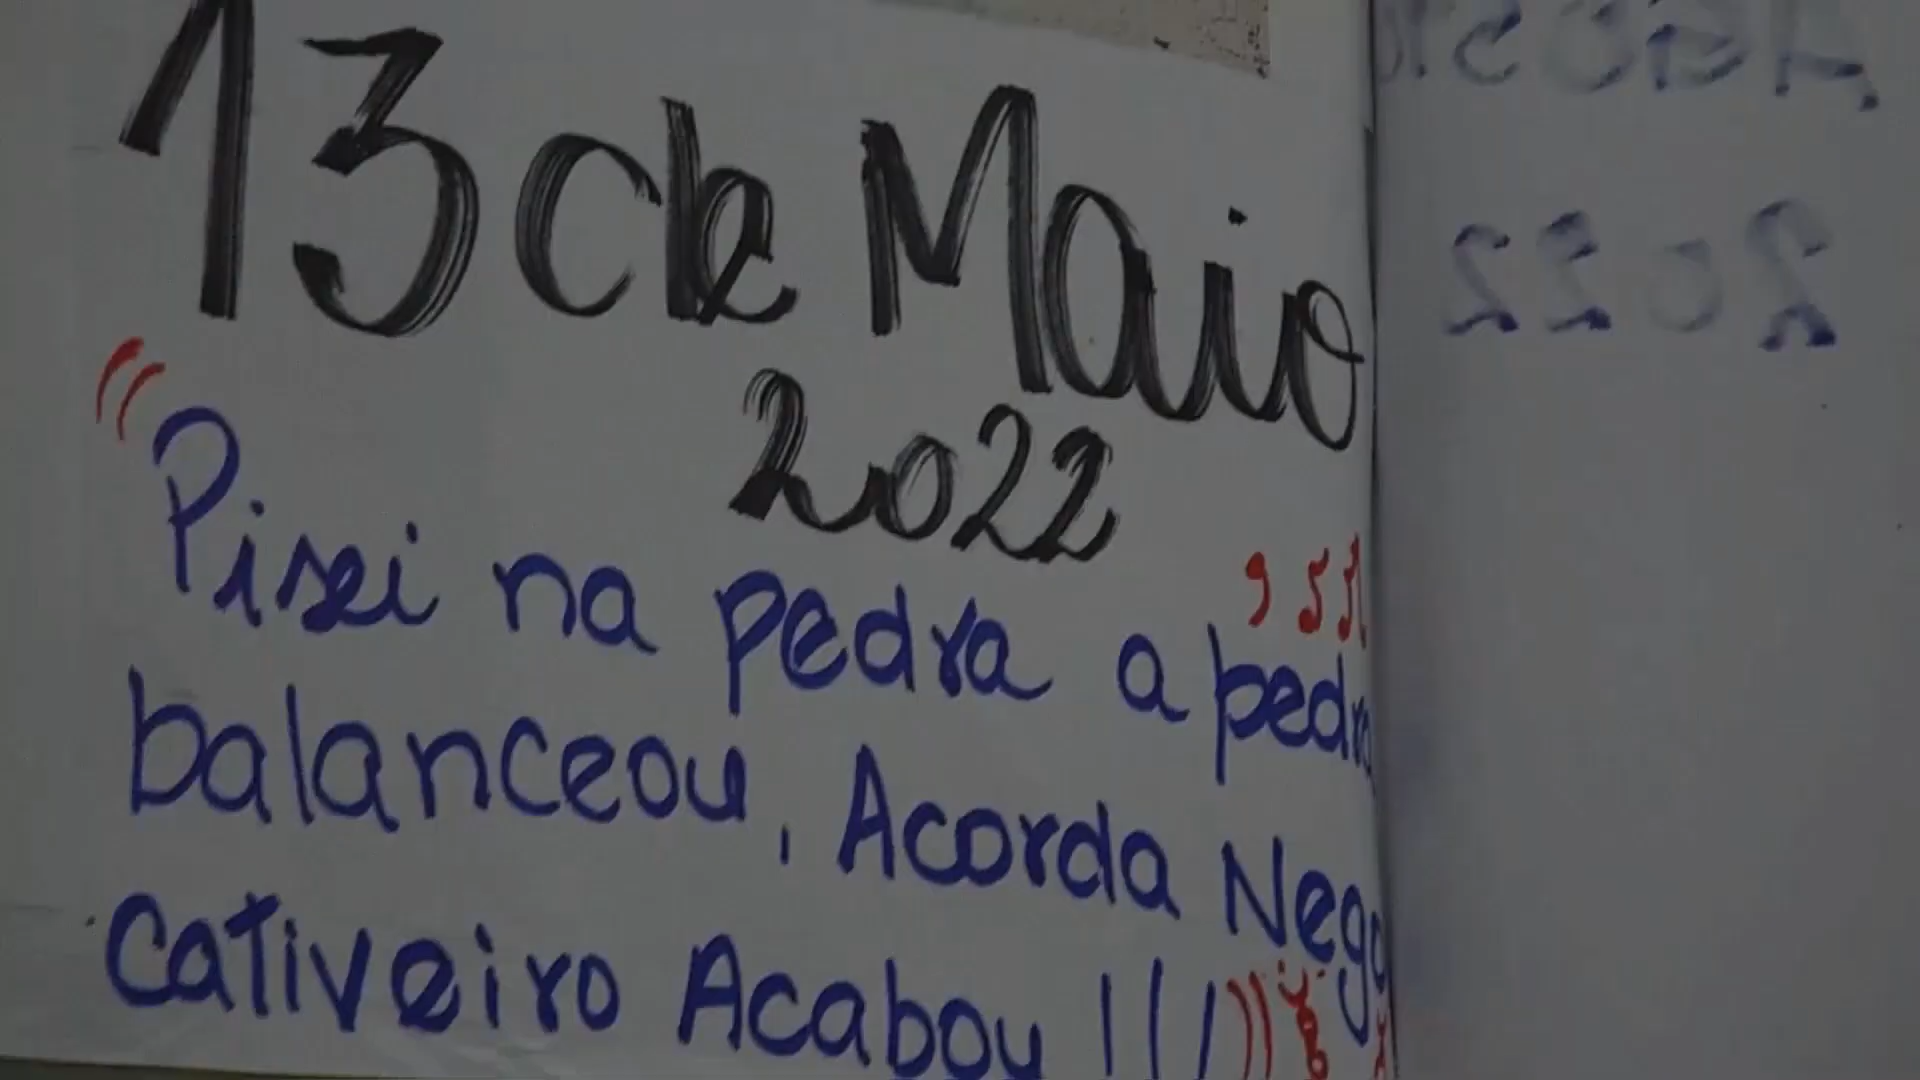 13 de Maio
2022
"Pisei na pedra a pedra
balanceou, Acorda Nego
Cativeiro Acabou !!!"
2022